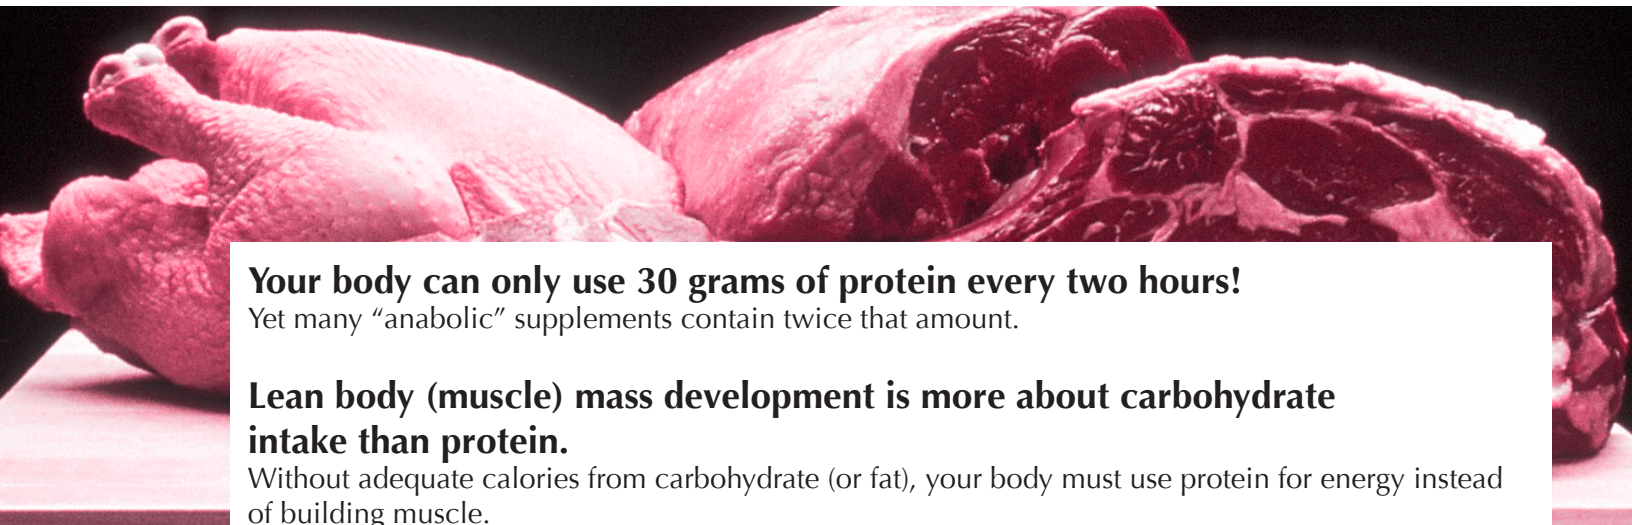 Your body can only use 30 grams of protein every two hours!
Yet many “anabolic” supplements contain twice that amount.
Lean body (muscle) mass development is more about carbohydrate
intake than protein.
Without adequate calories from carbohydrate (or fat), your body must use protein for energy instead
of building muscle.